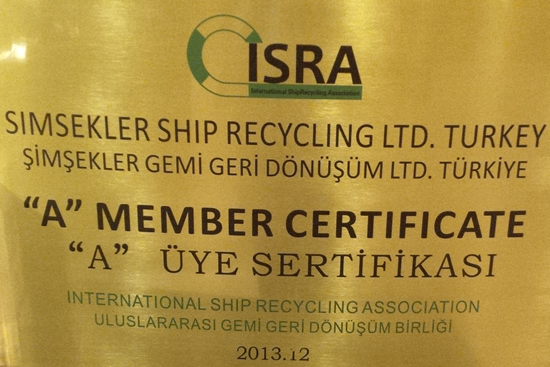 ISRA
International ShipRecycling Association
SIMSEKLER SHIP RECYCLING LTD. TURKEY
ŞİMŞEKLER GEMİ GERİ DÖNÜŞÜM LTD. TÜRKİYE
“A” MEMBER CERTIFICATE
“A” ÜYE SERTİFİKASI
INTERNATIONAL SHIP RECYCLING ASSOCIATION
ULUSLARARASI GEMİ GERİ DÖNÜŞÜM BİRLİĞİ
2013.12